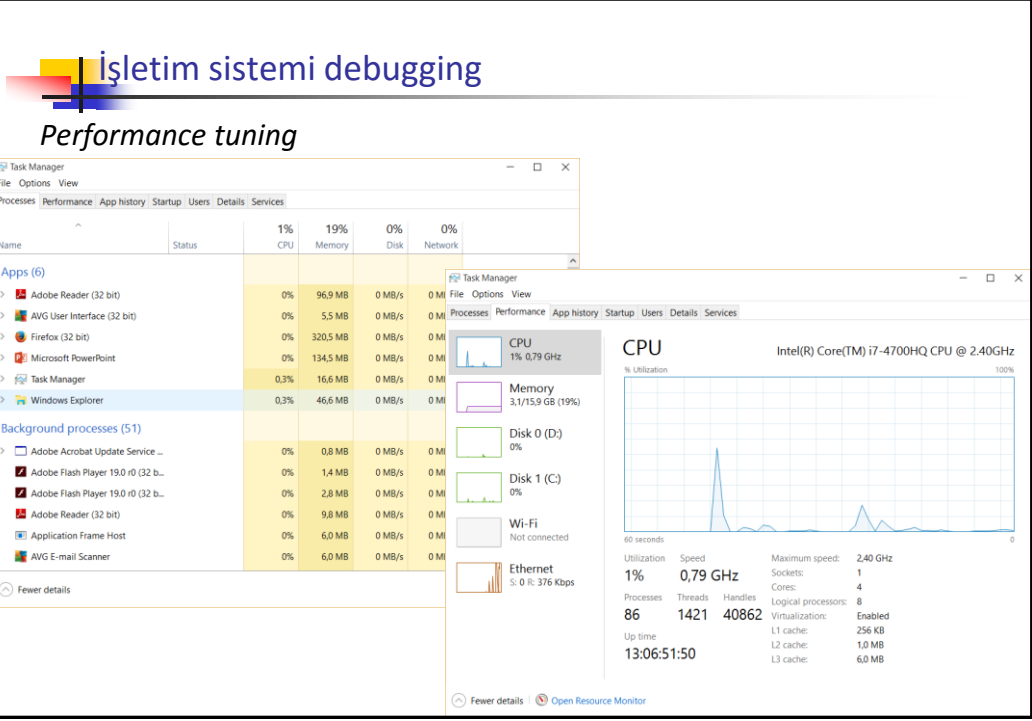 İşletim sistemi debugging
Performance tuning
Task Manager
File Options View
Processes Performance App history Startup Users Details Services
1% 19% 0% 0%
Name Status CPU Memory Disk Network
Apps (6)
Adobe Reader (32 bit) 0% 96,9 MB 0 MB/s
AVG User Interface (32 bit) 0% 5,5 MB 0 MB/s
Firefox (32 bit) 0% 320,5 MB 0 MB/s
Microsoft PowerPoint 0% 134,5 MB 0 MB/s
Task Manager 0,3% 16,6 MB 0 MB/s
Windows Explorer 0,3% 46,6 MB 0 MB/s
Background processes (51)
Adobe Acrobat Update Service ... 0% 0,8 MB 0 MB/s
Adobe Flash Player 19.0 r0 (32 b... 0% 1,4 MB 0 MB/s
Adobe Flash Player 19.0 r0 (32 b... 0% 2,8 MB 0 MB/s
Adobe Reader (32 bit) 0% 9,8 MB 0 MB/s
Application Frame Host 0% 6,0 MB 0 MB/s
AVG E-mail Scanner 0% 6,0 MB 0 MB/s
Fewer details
Task Manager
File Options View
Processes Performance App history Startup Users Details Services
CPU
1% 0,79 GHz
Memory
3,1/15,9 GB (19%)
Disk 0 (D:)
0%
Disk 1 (C:)
0%
Wi-Fi
Not connected
Ethernet
S: 0 R: 376 Kbps
CPU Intel(R) Core(TM) i7-4700HQ CPU @ 2.40GHz
% Utilization 100%
60 seconds 0
Utilization Speed
1% 0,79 GHz
Processes Threads Handles
86 1421 40862
Up time
13:06:51:50
Maximum speed: 2,40 GHz
Sockets: 1
Cores: 4
Logical processors: 8
Virtualization: Enabled
L1 cache: 256 KB
L2 cache: 1,0 MB
L3 cache: 6,0 MB
Fewer details Open Resource Monitor